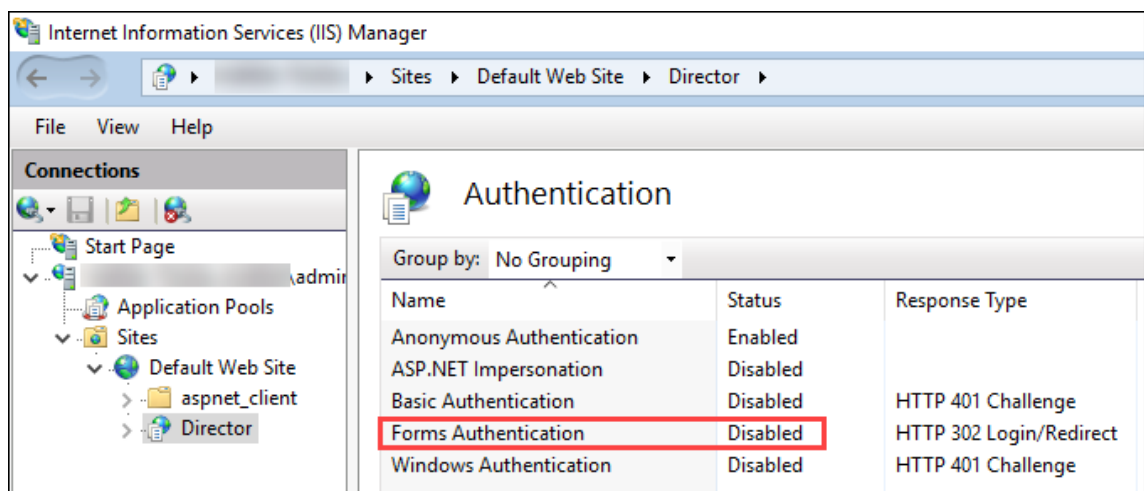 Internet Information Services (IIS) Manager
Sites Default Web Site Director
File View Help
Connections
Start Page
\admin
Application Pools
Sites
Default Web Site
aspnet_client
Director
Authentication
Group by: No Grouping
Name Status Response Type
Anonymous Authentication Enabled
ASP.NET Impersonation Disabled
Basic Authentication Disabled HTTP 401 Challenge
Forms Authentication Disabled HTTP 302 Login/Redirect
Windows Authentication Disabled HTTP 401 Challenge